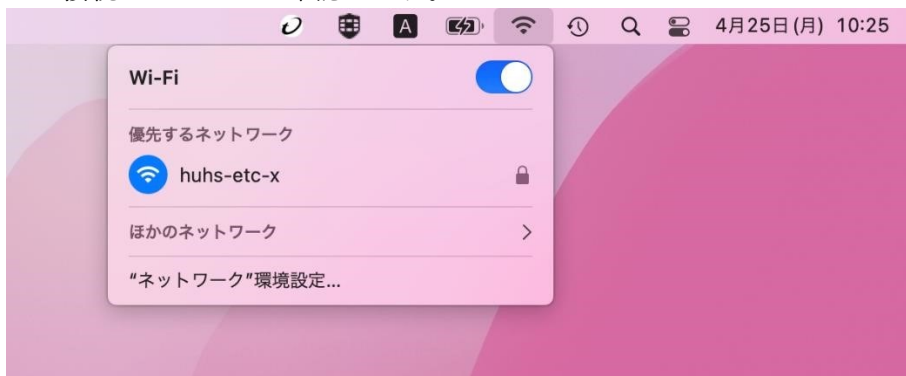 A 4月25日(月) 10:25
Wi-Fi
優先するネットワーク
huhs-etc-x
ほかのネットワーク
“ネットワーク”環境設定...